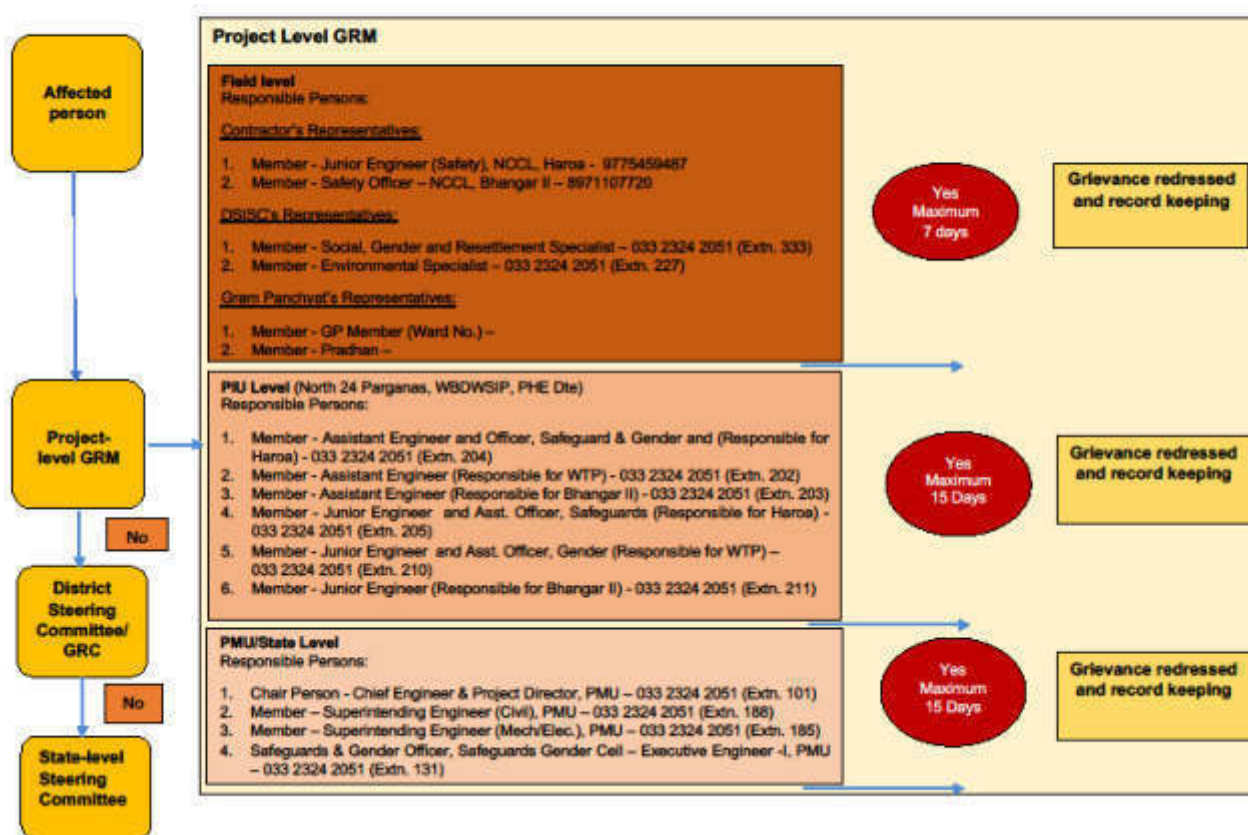 Affected
person
Project-
level GRM
No
District
Steering
Committee/
GRC
No
State-level
Steering
Committee
Project Level GRM
Field level
Responsible Persons:
Contractor's Representatives:
1. Member - Junior Engineer (Safety), NCCL, Haroa - 9775459487
2. Member - Safety Officer – NCCL, Bhangar II – 8971107720
DSISC's Representatives:
1. Member - Social, Gender and Resettlement Specialist – 033 2324 2051 (Extn. 333)
2. Member - Environmental Specialist – 033 2324 2051 (Extn. 227)
Gram Panchyat's Representatives:
1. Member - GP Member (Ward No.) –
2. Member - Pradhan –
Yes
Maximum
7 days
Grievance redressed
and record keeping
PIU Level (North 24 Parganas, WBDWSIP, PHE Dte)
Responsible Persons:
1. Member - Assistant Engineer and Officer, Safeguard & Gender and (Responsible for
Haroa) - 033 2324 2051 (Extn. 204)
2. Member - Assistant Engineer (Responsible for WTP) - 033 2324 2051 (Extn. 202)
3. Member - Assistant Engineer (Responsible for Bhangar II) - 033 2324 2051 (Extn. 203)
4. Member - Junior Engineer and Asst. Officer, Safeguards (Responsible for Haroa) -
033 2324 2051 (Extn. 205)
5. Member - Junior Engineer and Asst. Officer, Gender (Responsible for WTP) –
033 2324 2051 (Extn. 210)
6. Member - Junior Engineer (Responsible for Bhangar II) - 033 2324 2051 (Extn. 211)
Yes
Maximum
15 Days
Grievance redressed
and record keeping
PMU/State Level
Responsible Persons:
1. Chair Person - Chief Engineer & Project Director, PMU – 033 2324 2051 (Extn. 101)
2. Member – Superintending Engineer (Civil), PMU – 033 2324 2051 (Extn. 188)
3. Member – Superintending Engineer (Mech/Elec.), PMU – 033 2324 2051 (Extn. 185)
4. Safeguards & Gender Officer, Safeguards Gender Cell – Executive Engineer -I, PMU
– 033 2324 2051 (Extn. 131)
Yes
Maximum
15 Days
Grievance redressed
and record keeping